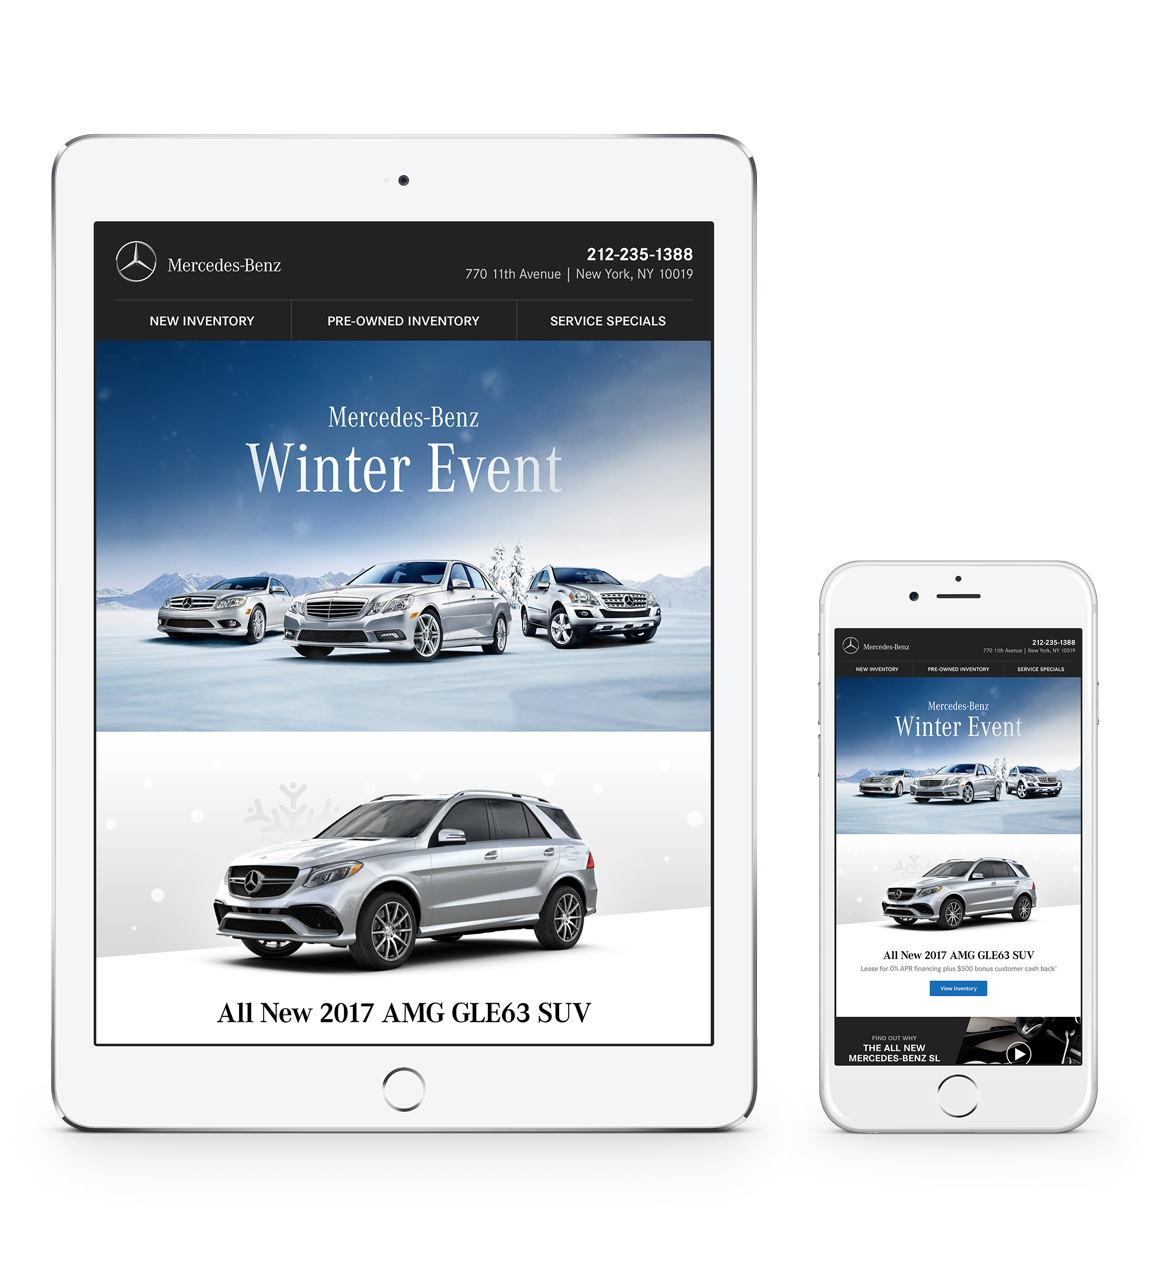 Mercedes-Benz
212-235-1388
770 11th Avenue | New York, NY 10019
NEW INVENTORY
PRE-OWNED INVENTORY
SERVICE SPECIALS
Mercedes-Benz
Winter Event
All New 2017 AMG GLE63 SUV
Mercedes-Benz
212-235-1388
770 11th Avenue | New York, NY 10019
NEW INVENTORY
PRE-OWNED INVENTORY
SERVICE SPECIALS
Mercedes-Benz
Winter Event
All New 2017 AMG GLE63 SUV
Lease for 0% APR financing plus $500 bonus customer cash back¹
View Inventory
FIND OUT WHY
THE ALL NEW
MERCEDES-BENZ SL